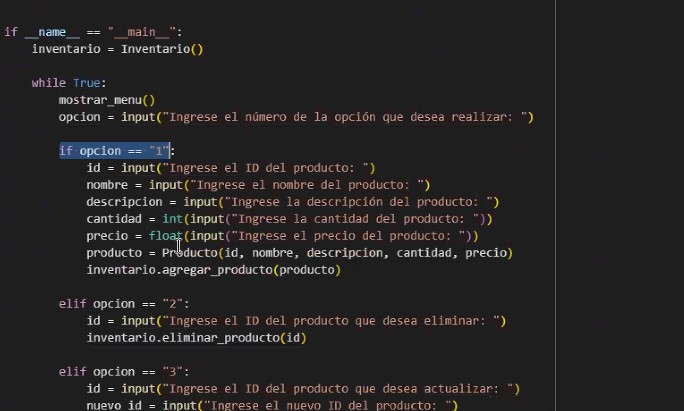 if __name__ == "__main__":
    inventario = Inventario()

    while True:
        mostrar_menu()
        opcion = input("Ingrese el número de la opción que desea realizar: ")

        if opcion == "1":
            id = input("Ingrese el ID del producto: ")
            nombre = input("Ingrese el nombre del producto: ")
            descripcion = input("Ingrese la descripción del producto: ")
            cantidad = int(input("Ingrese la cantidad del producto: "))
            precio = float(input("Ingrese el precio del producto: "))
            producto = Producto(id, nombre, descripcion, cantidad, precio)
            inventario.agregar_producto(producto)

        elif opcion == "2":
            id = input("Ingrese el ID del producto que desea eliminar: ")
            inventario.eliminar_producto(id)

        elif opcion == "3":
            id = input("Ingrese el ID del producto que desea actualizar: ")
            nuevo_id = input("Ingrese el nuevo ID del producto: ")